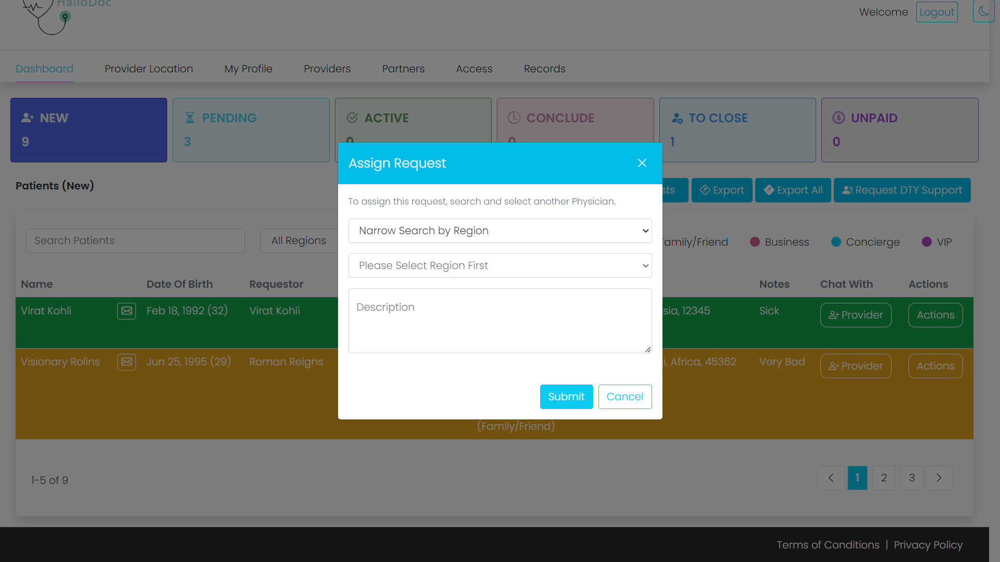 HalloDoc
Welcome Logout
Dashboard Provider Location My Profile Providers Partners Access Records
NEW
9
PENDING
3
ACTIVE
0
CONCLUDE
0
TO CLOSE
1
UNPAID
0
Patients (New)
sts Export Export All Request DTY Support
Assign Request
To assign this request, search and select another Physician.
Narrow Search by Region
Please Select Region First
Description
Submit Cancel
Search Patients All Regions Family/Friend Business Concierge VIP
Name Date Of Birth Requestor Notes Chat With Actions
Virat Kohli Feb 18, 1992 (32) Virat Kohli sia, 12345 Sick Provider Actions
Visionary Rolins Jun 25, 1995 (29) Roman Reigns i, Africa, 45362 Very Bad Provider Actions
(Family/Friend)
1-5 of 9
1 2 3
Terms of Conditions | Privacy Policy